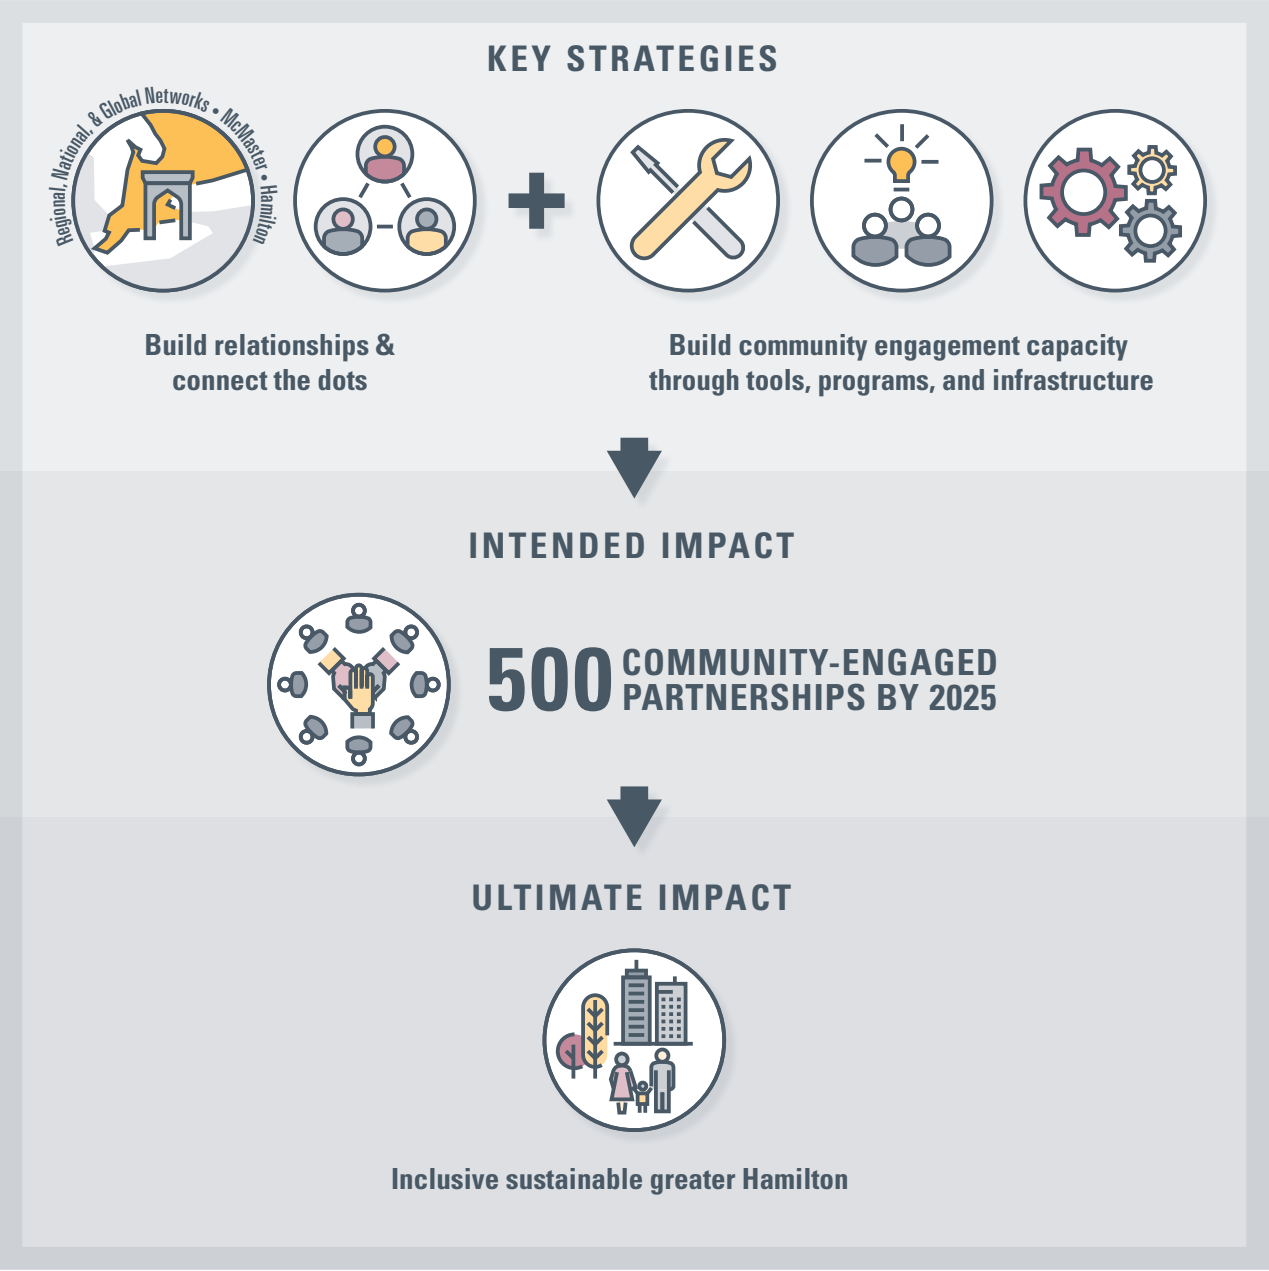 KEY STRATEGIES
Regional, National, & Global Networks • McMaster • Hamilton
Build relationships &
connect the dots
Build community engagement capacity
through tools, programs, and infrastructure
INTENDED IMPACT
500 COMMUNITY-ENGAGED
PARTNERSHIPS BY 2025
ULTIMATE IMPACT
Inclusive sustainable greater Hamilton